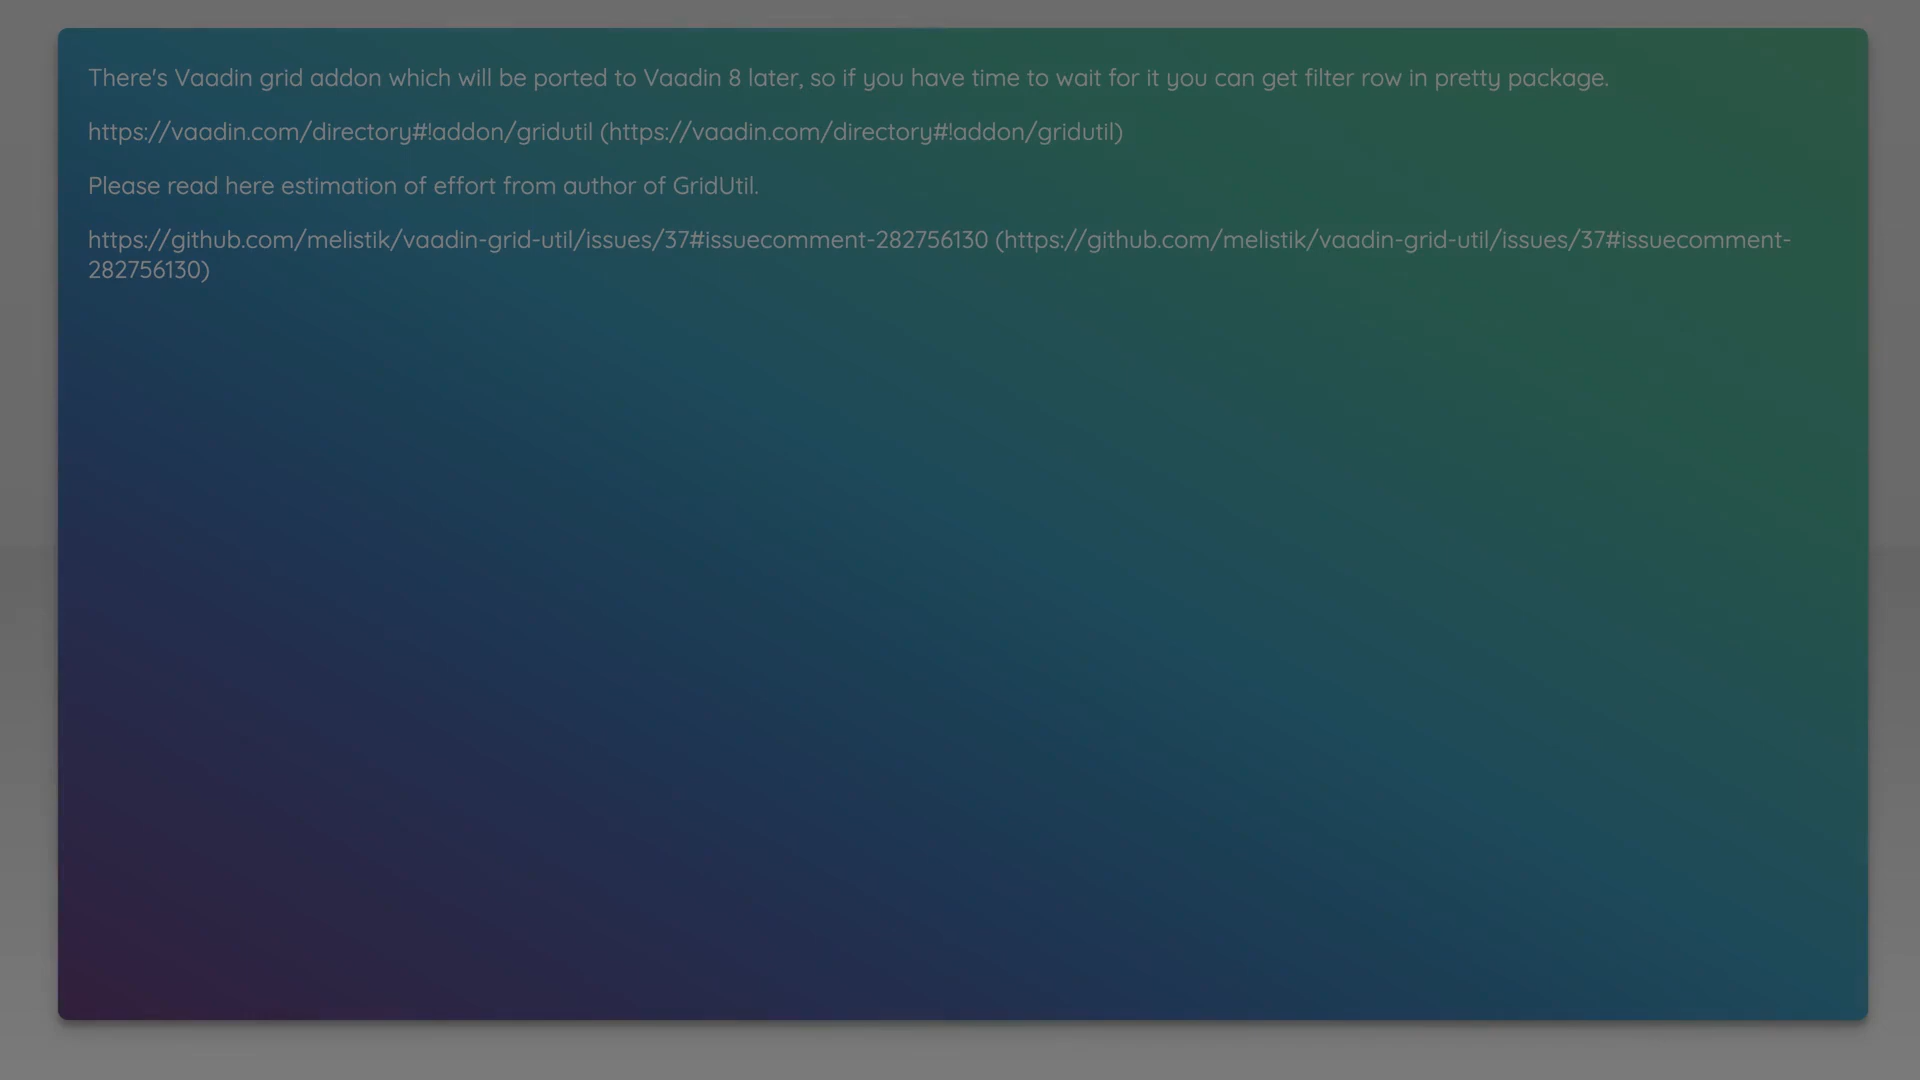 There's Vaadin grid addon which will be ported to Vaadin 8 later, so if you have time to wait for it you can get filter row in pretty package.
https://vaadin.com/directory#!addon/gridutil (https://vaadin.com/directory#!addon/gridutil)
Please read here estimation of effort from author of GridUtil.
https://github.com/melistik/vaadin-grid-util/issues/37#issuecomment-282756130 (https://github.com/melistik/vaadin-grid-util/issues/37#issuecomment-
282756130)